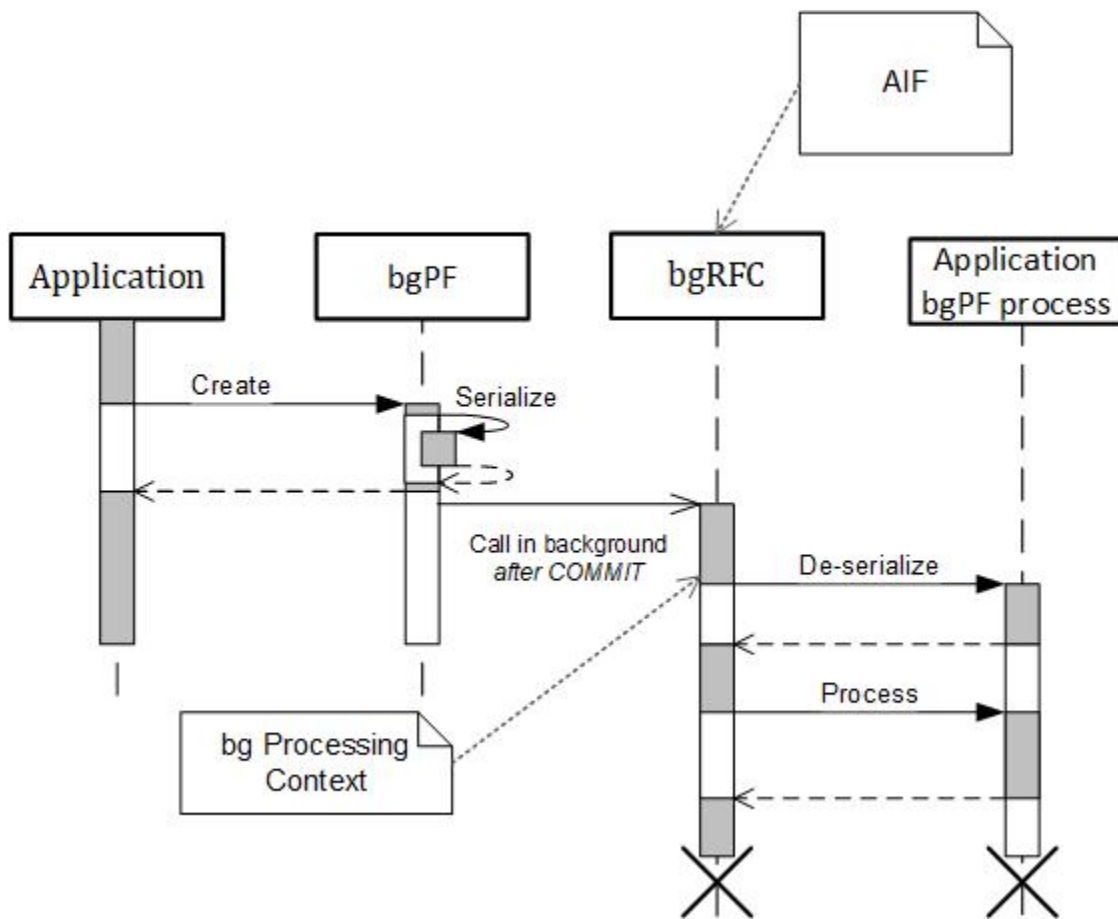 AIF
Application
bgPF
bgRFC
Application
bgPF process
Create
Serialize
Call in background
after COMMIT
De-serialize
Process
bg Processing
Context